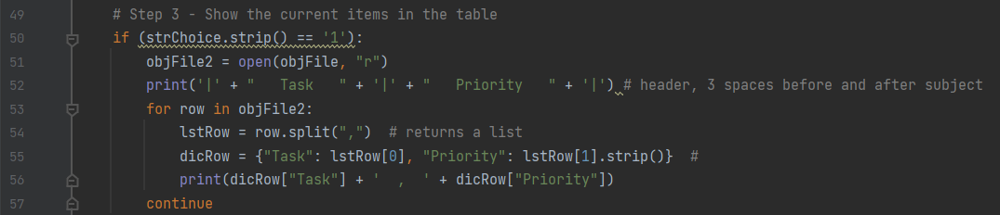 49 # Step 3 - Show the current items in the table
50 if (strChoice.strip() == '1'):
51 objFile2 = open(objFile, "r")
52 print('|' + "   Task   " + '|' + "   Priority   " + '|') # header, 3 spaces before and after subject
53 for row in objFile2:
54 lstRow = row.split(",")  # returns a list
55 dicRow = {"Task": lstRow[0], "Priority": lstRow[1].strip()}  #
56 print(dicRow["Task"] + '  ,  ' + dicRow["Priority"])
57 continue